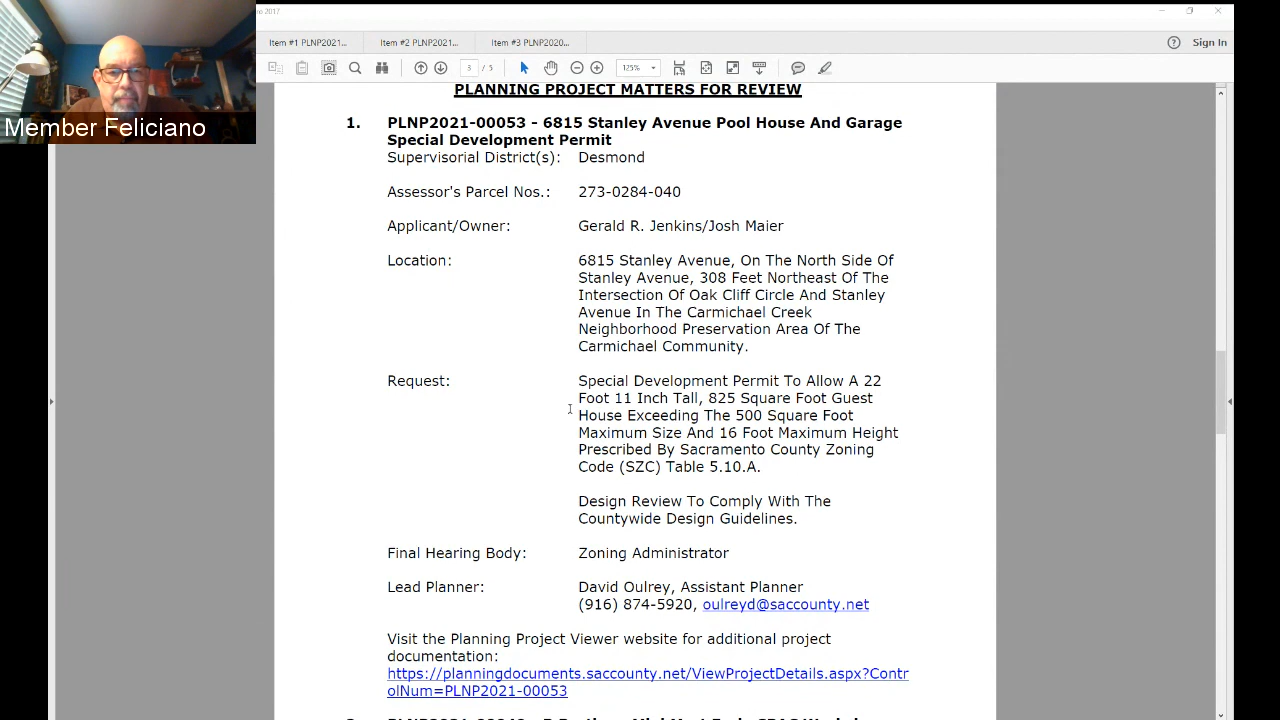 ro 2017
Item #1 PLNP2021...
Item #2 PLNP2021...
Item #3 PLNP2020...
Sign In
3 / 5
125%
Member Feliciano
PLANNING PROJECT MATTERS FOR REVIEW
1. PLNP2021-00053 - 6815 Stanley Avenue Pool House And Garage
Special Development Permit
Supervisorial District(s): Desmond
Assessor's Parcel Nos.: 273-0284-040
Applicant/Owner: Gerald R. Jenkins/Josh Maier
Location: 6815 Stanley Avenue, On The North Side Of
Stanley Avenue, 308 Feet Northeast Of The
Intersection Of Oak Cliff Circle And Stanley
Avenue In The Carmichael Creek
Neighborhood Preservation Area Of The
Carmichael Community.
Request: Special Development Permit To Allow A 22
Foot 11 Inch Tall, 825 Square Foot Guest
House Exceeding The 500 Square Foot
Maximum Size And 16 Foot Maximum Height
Prescribed By Sacramento County Zoning
Code (SZC) Table 5.10.A.
Design Review To Comply With The
Countywide Design Guidelines.
Final Hearing Body: Zoning Administrator
Lead Planner: David Oulrey, Assistant Planner
(916) 874-5920, oulreyd@saccounty.net
Visit the Planning Project Viewer website for additional project
documentation:
https://planningdocuments.saccounty.net/ViewProjectDetails.aspx?Contr
olNum=PLNP2021-00053